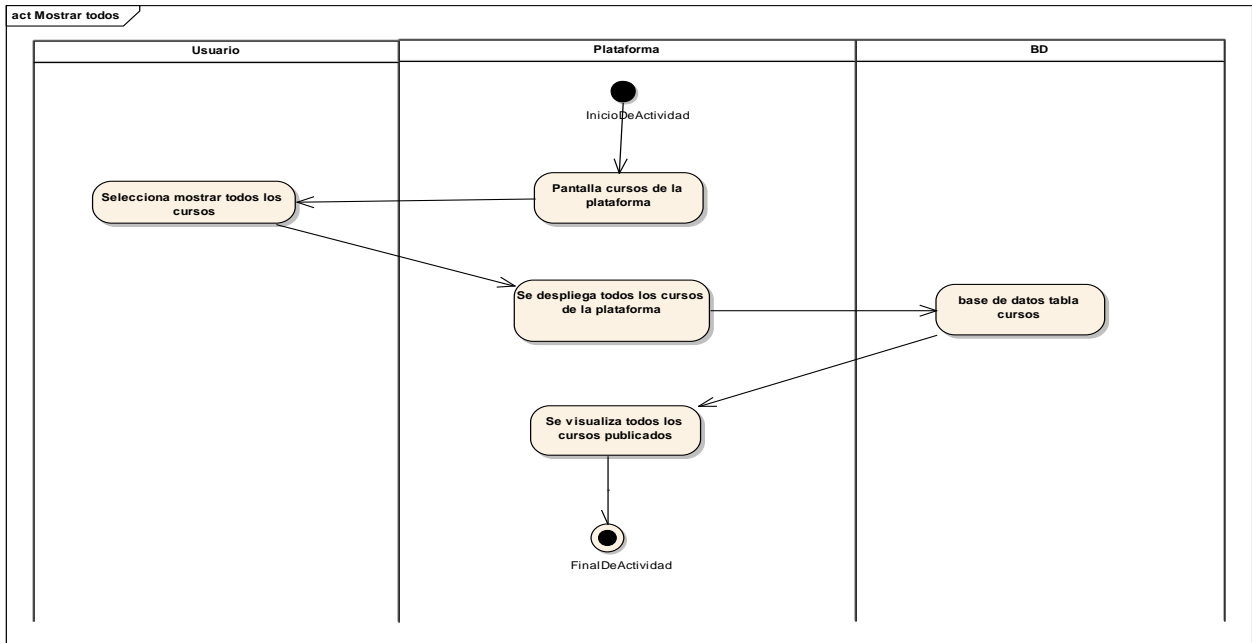 act Mostrar todos
Usuario
Plataforma
BD
InicioDeActividad
Pantalla cursos de la
plataforma
Selecciona mostrar todos los
cursos
Se despliega todos los cursos
de la plataforma
base de datos tabla
cursos
Se visualiza todos los
cursos publicados
FinalDeActividad